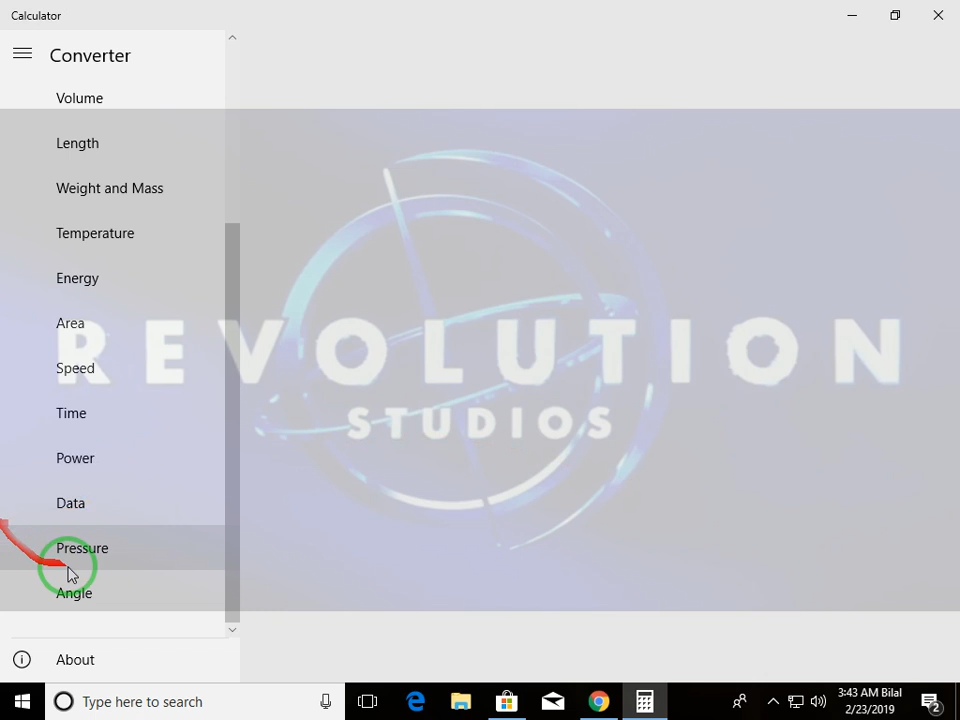 Calculator
Converter
Volume
Length
Weight and Mass
Temperature
Energy
Area
REVOLUTION
Speed
Time
STUDIOS
Power
Data
Pressure
Angle
About
Type here to search
3:43 AM Bilal
2/23/2019
2